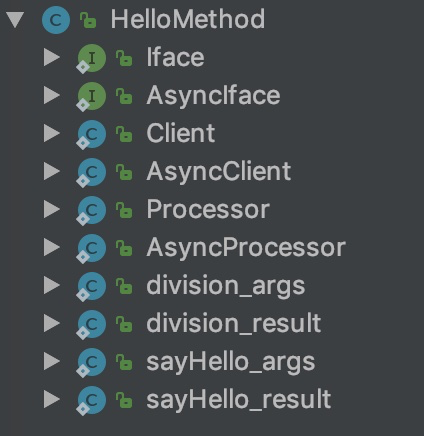 HelloMethod
Iface
AsyncIface
Client
AsyncClient
Processor
AsyncProcessor
division_args
division_result
sayHello_args
sayHello_result